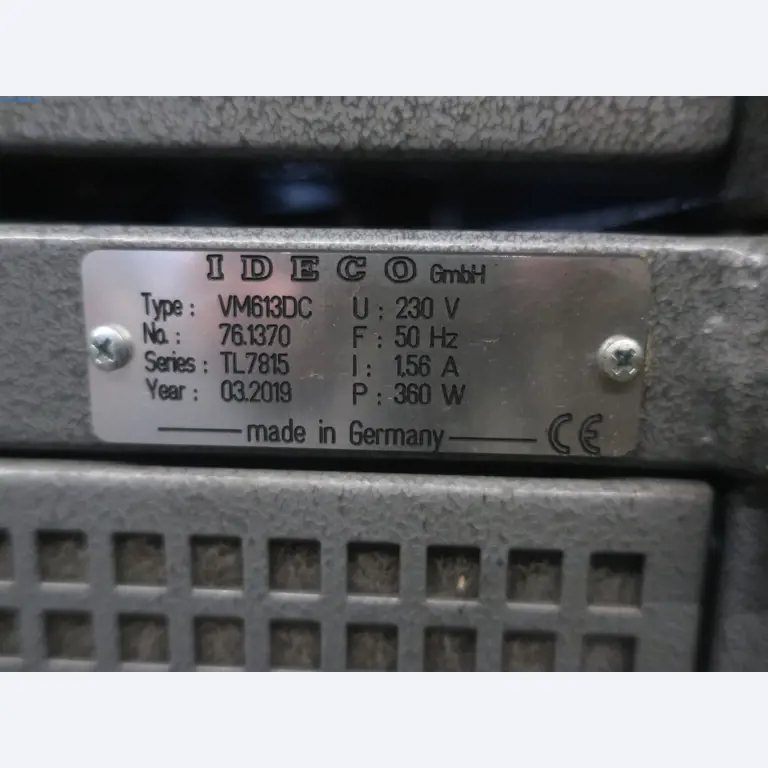 IDECO GmbH
Type : VM613DC U : 230 V
No. : 76.1370 F : 50 Hz
Series : TL7815 I : 1.56 A
Year : 03.2019 P : 360 W
made in Germany CE